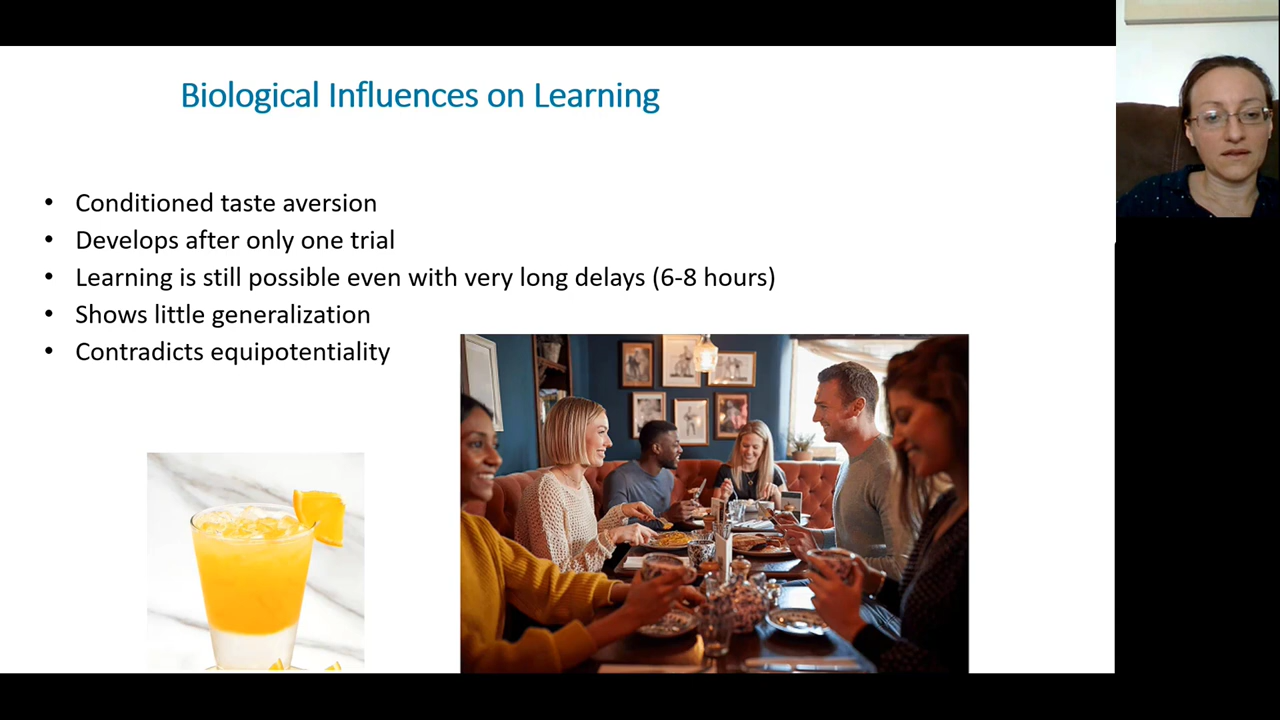 Biological Influences on Learning
• Conditioned taste aversion
• Develops after only one trial
• Learning is still possible even with very long delays (6-8 hours)
• Shows little generalization
• Contradicts equipotentiality